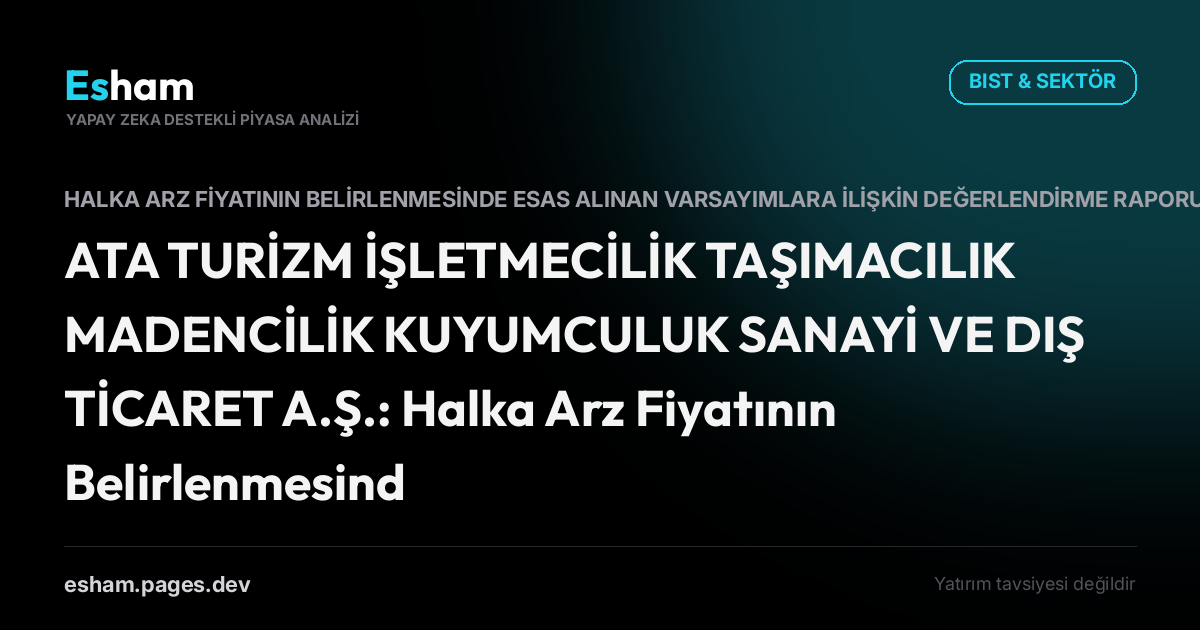 Esham
YAPAY ZEKA DESTEKLİ PİYASA ANALİZİ
BIST & SEKTÖR
HALKA ARZ FİYATININ BELİRLENMESİNDE ESAS ALINAN VARSAYIMLARA İLİŞKİN DEĞERLENDİRME RAPORU
ATA TURİZM İŞLETMECİLİK TAŞIMACILIK
MADENCİLİK KUYUMCULUK SANAYİ VE DIŞ
TİCARET A.Ş.: Halka Arz Fiyatının
Belirlenmesind
esham.pages.dev
Yatırım tavsiyesi değildir